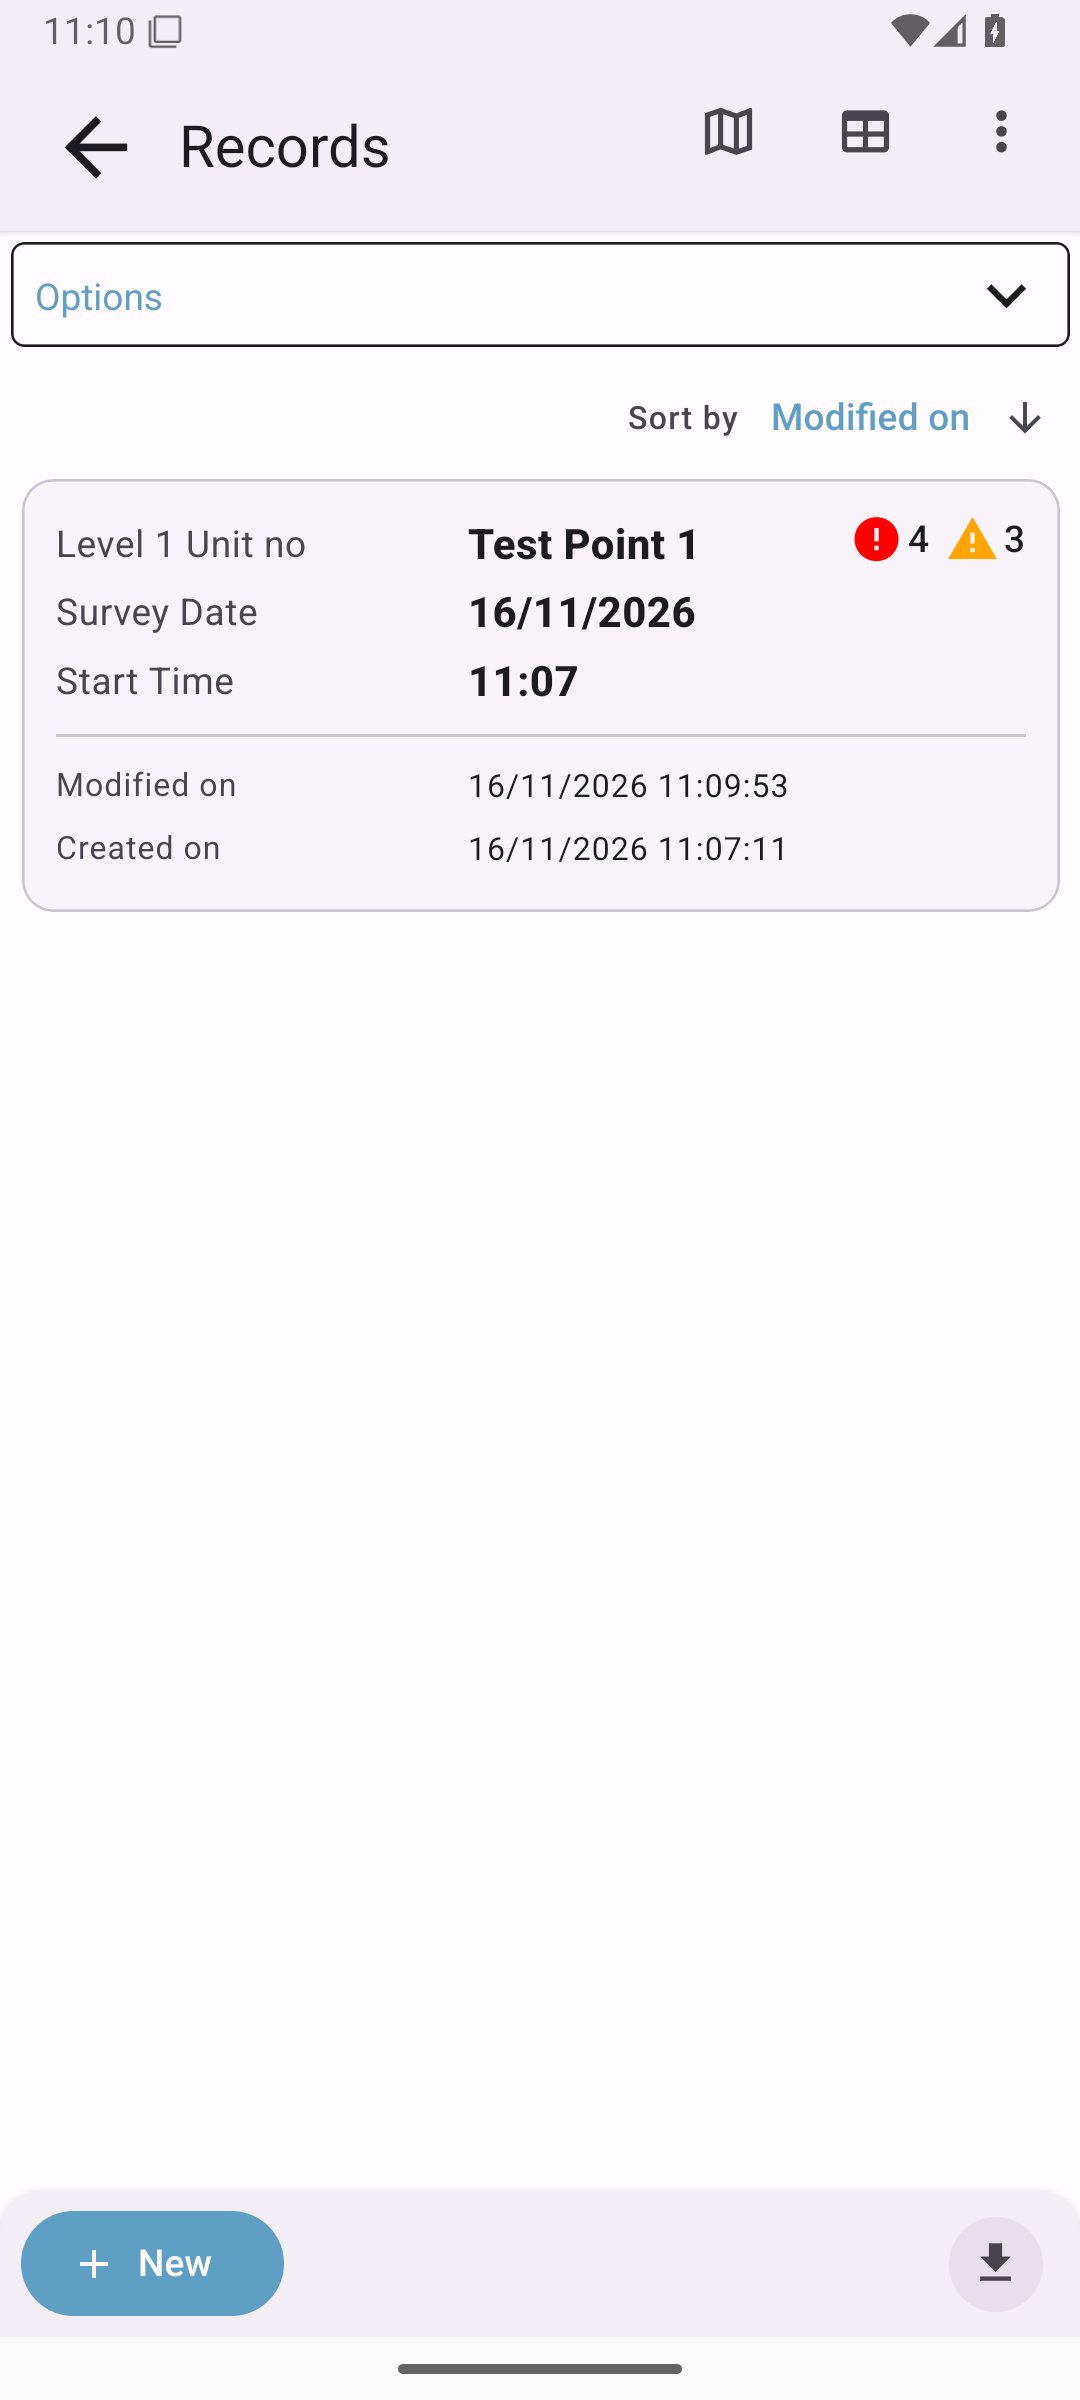 11:10
Records
Options
Sort by Modified on
Level 1 Unit no Test Point 1 4 3
Survey Date 16/11/2026
Start Time 11:07
Modified on 16/11/2026 11:09:53
Created on 16/11/2026 11:07:11
New